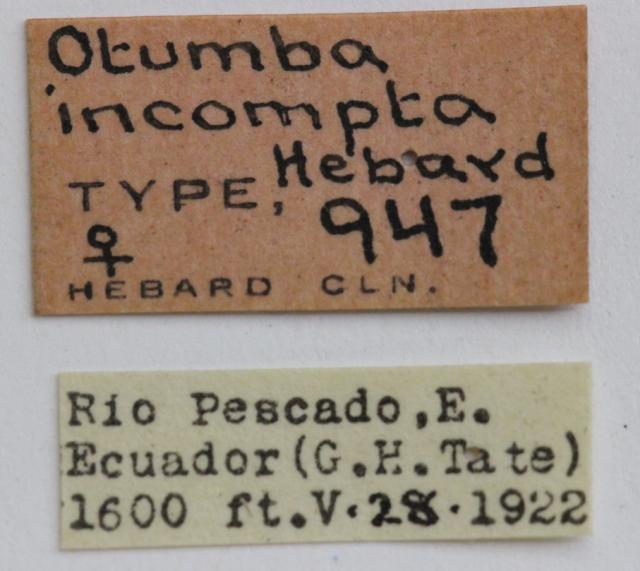 Otumba
incompta
Hebard
TYPE, 947
♀
HEBARD CLN.
Rio Pescado,E.
Ecuador(G.H.Tate)
1600 ft.V.28.1922